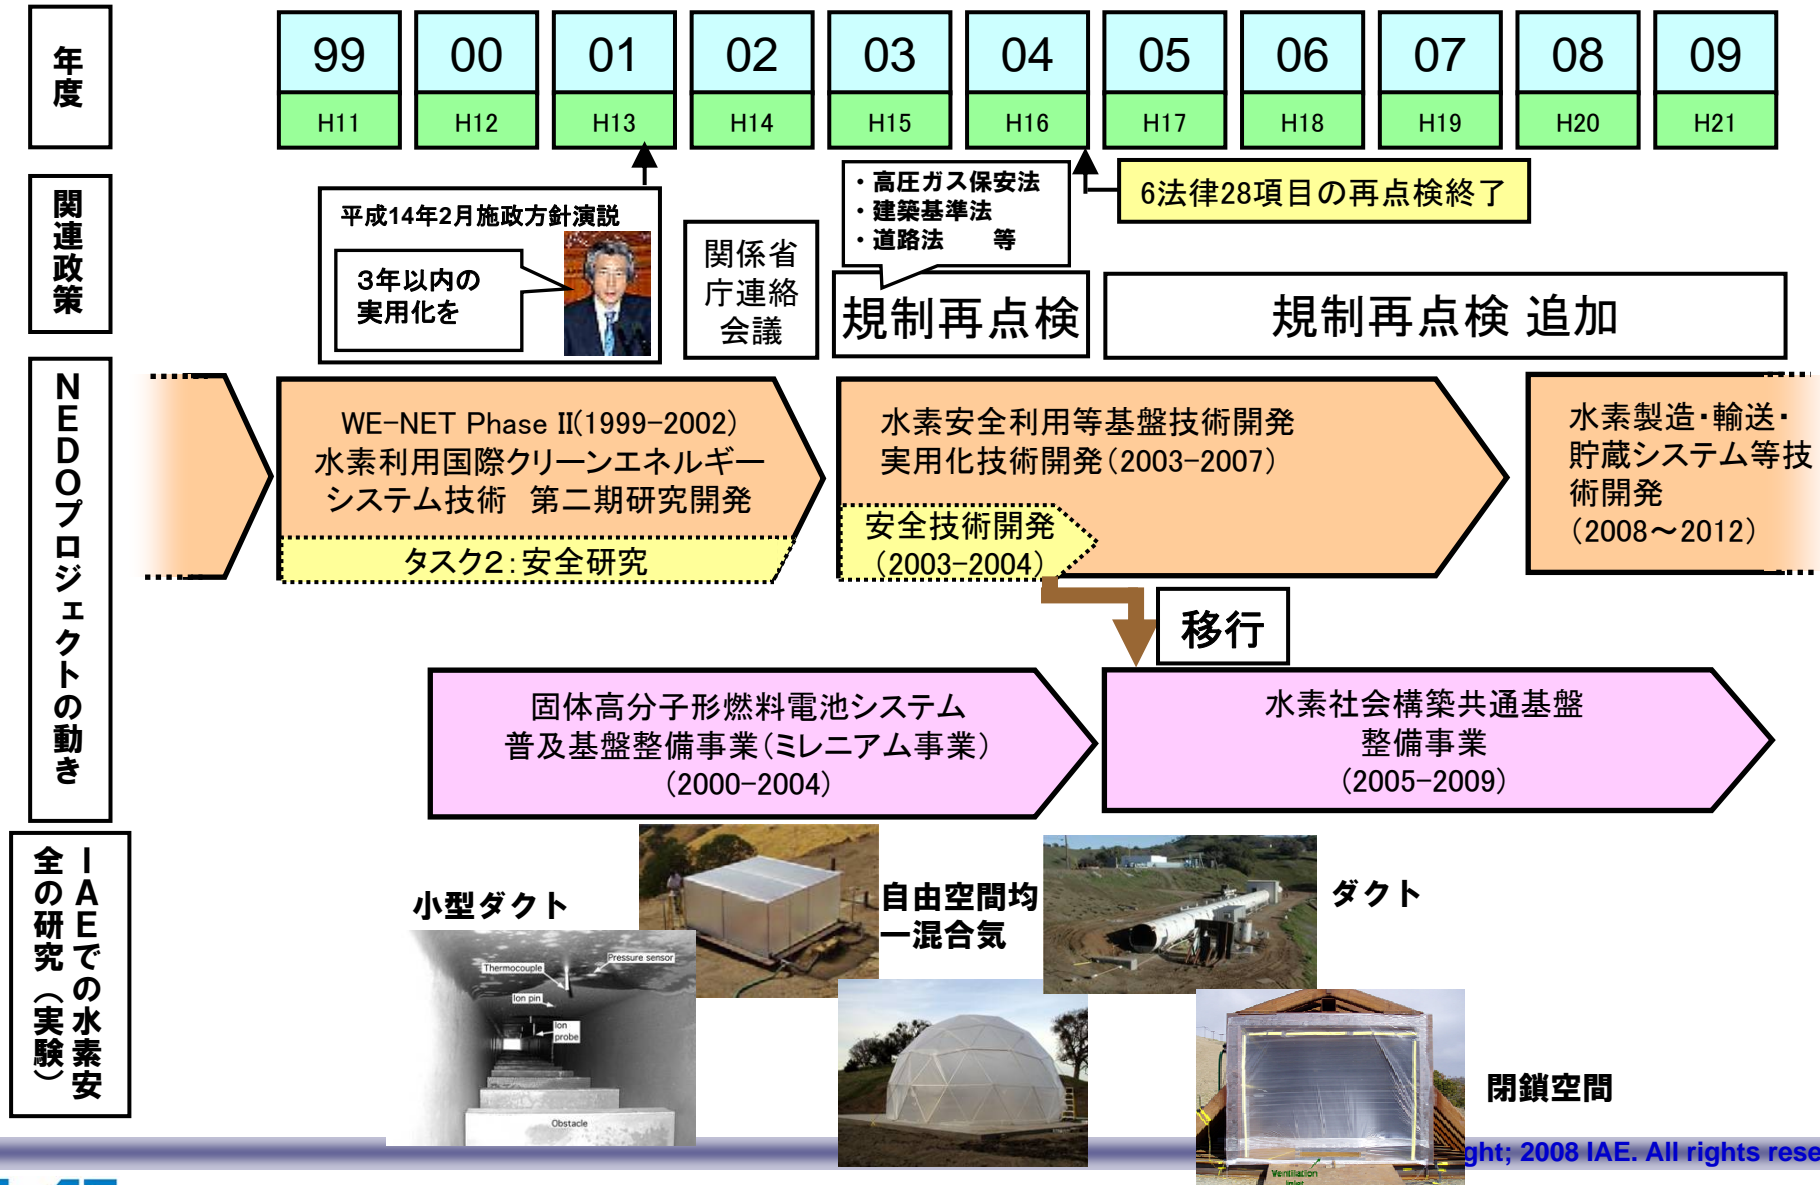 年度
99
00
01
02
03
04
05
06
07
08
09
H11
H12
H13
H14
H15
H16
H17
H18
H19
H20
H21
関連政策
平成14年2月施政方針演説
3年以内の
実用化を
関係省
庁連絡
会議
・高圧ガス保安法
・建築基準法
・道路法　　等
規制再点検
6法律28項目の再点検終了
規制再点検 追加
NEDOプロジェクトの動き
WE-NET Phase II(1999-2002)
水素利用国際クリーンエネルギー
システム技術　第二期研究開発
タスク2：安全研究
水素安全利用等基盤技術開発
実用化技術開発(2003-2007)
安全技術開発
(2003-2004)
水素製造・輸送・
貯蔵システム等技
術開発
(2008～2012)
移行
固体高分子形燃料電池システム
普及基盤整備事業(ミレニアム事業)
(2000-2004)
水素社会構築共通基盤
整備事業
(2005-2009)
IAEでの水素安
全の研究（実験）
小型ダクト
Thermocouple
Pressure sensor
Ion pin
Ion
probe
Obstacle
自由空間均
一混合気
ダクト
閉鎖空間
Ventilation
inlet
ght; 2008 IAE. All rights rese